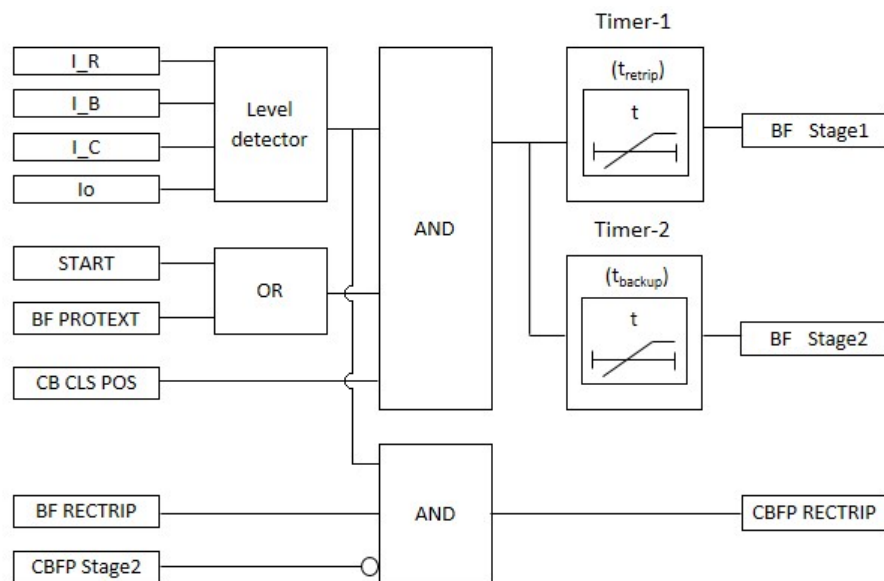 Timer-1
I_R
I_B
I_C
Io
Level
detector
(tretrip)
t
BF Stage1
AND
Timer-2
START
BF PROTEXT
OR
(tbackup)
t
BF Stage2
CB CLS POS
BF RECTRIP
CBFP Stage2
AND
CBFP RECTRIP